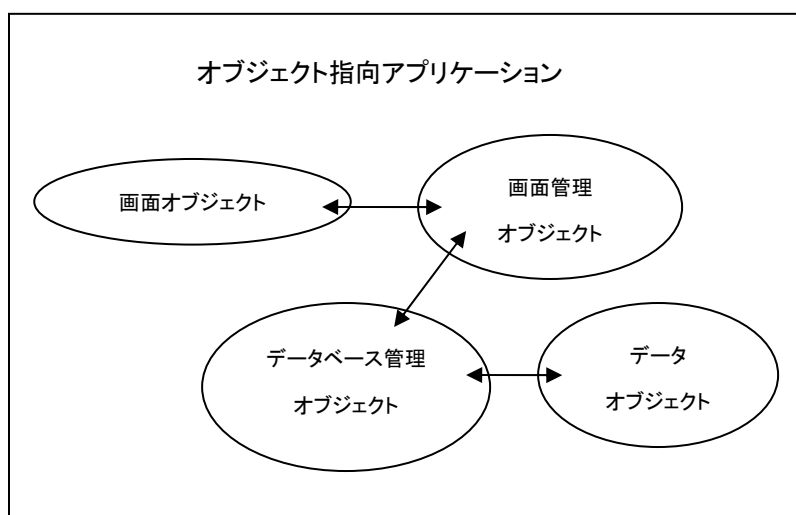 オブジェクト指向アプリケーション
画面オブジェクト
画面管理
オブジェクト
データベース管理
オブジェクト
データ
オブジェクト